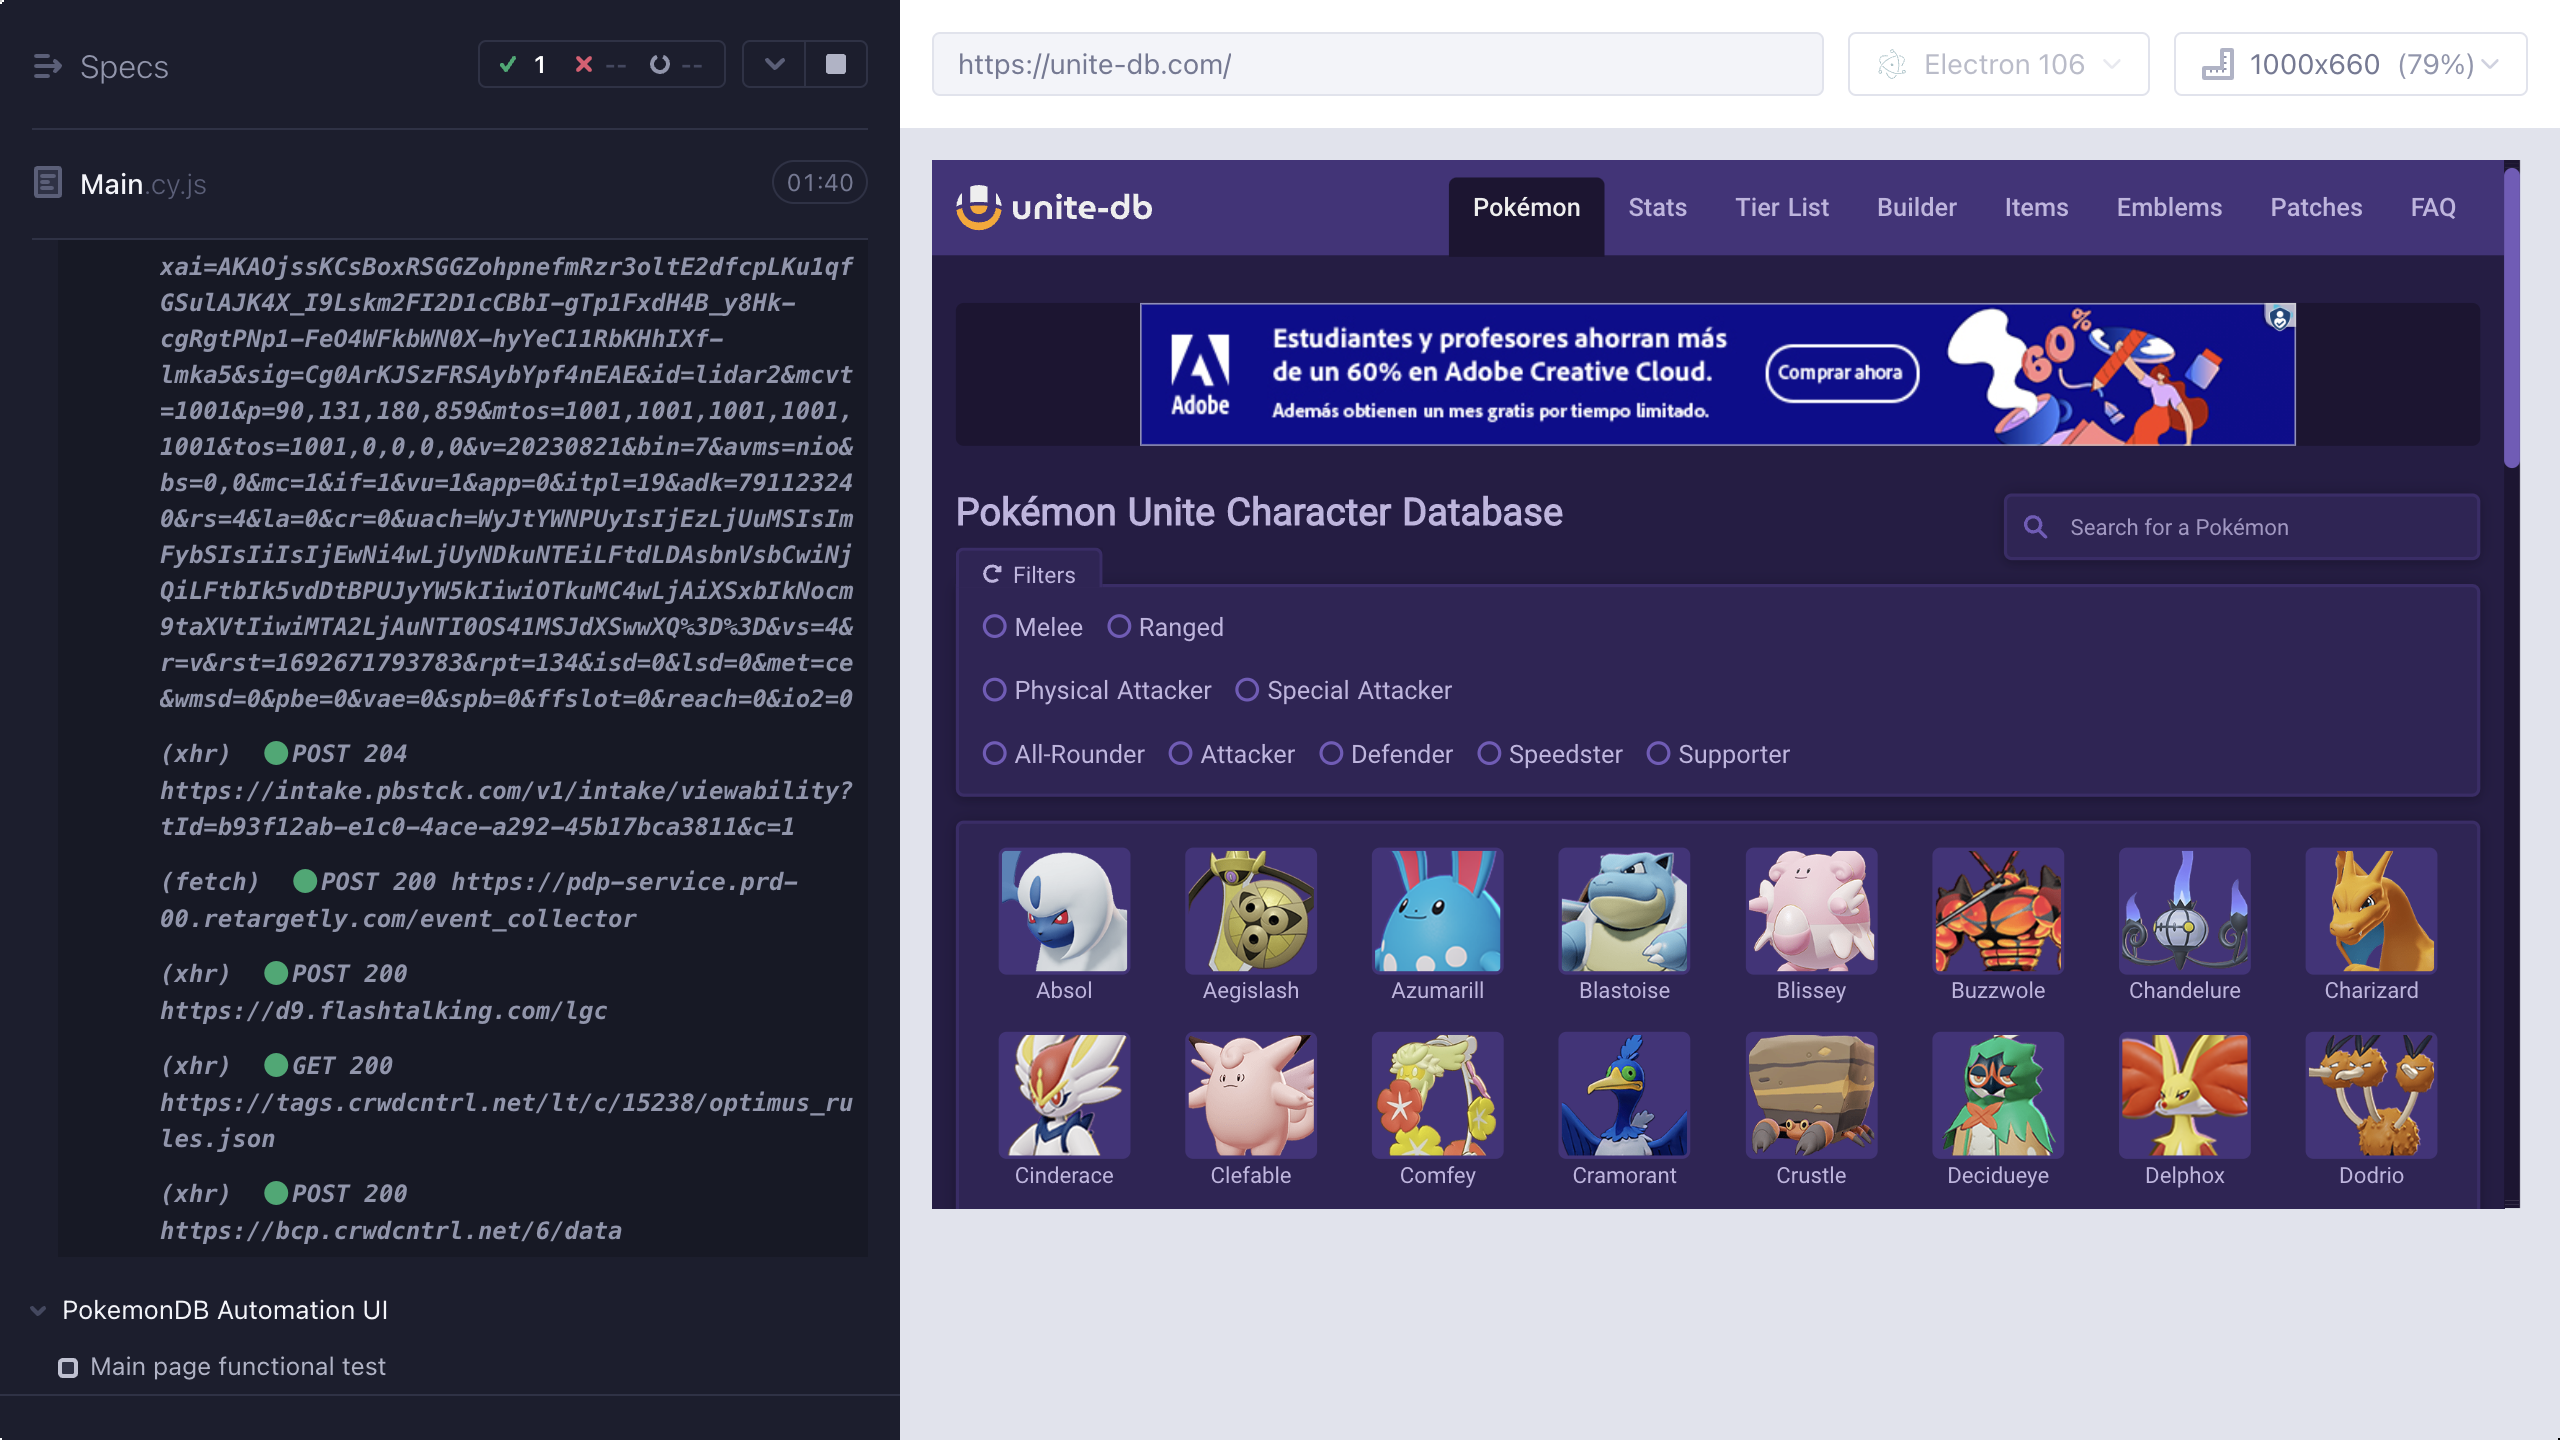 Specs
1
--
--
Main.cy.js
01:40
xai=AKAOjssKCsBoxRSGGZohpnefmRzr3oltE2dfcpLKu1qf
GSulAJK4X_I9Lskm2FI2D1cCBbI-gTp1FxdH4B_y8Hk-
cgRgtPNp1-FeO4WFkbWN0X-hyYeC11RbKHhIXf-
lmka5&sig=Cg0ArKJSzFRSAybYpf4nEAE&id=lidar2&mcvt
=1001&p=90,131,180,859&mtos=1001,1001,1001,1001,
1001&tos=1001,0,0,0,0&v=20230821&bin=7&avms=nio&
bs=0,0&mc=1&if=1&vu=1&app=0&itpl=19&adk=79112324
0&rs=4&la=0&cr=0&uach=WyJtYWNPUyIsIjEzLjUuMSIsIm
FybSIsIiIsIjEwNi4wLjUyNDkuNTEiLFtdLDAsbnVsbCwiNj
QiLFtbIk5vdDtBPUJyYW5kIiwiOTkuMC4wLjAiXSxbIkNocm
9taXVtIiwiMTA2LjAuNTI0OS41MSJdXSwwXQ%3D%3D&vs=4&
r=v&rst=1692671793783&rpt=134&isd=0&lsd=0&met=ce
&wmsd=0&pbe=0&vae=0&spb=0&ffslot=0&reach=0&io2=0
(xhr) POST 204
https://intake.pbstck.com/v1/intake/viewability?
tId=b93f12ab-e1c0-4ace-a292-45b17bca3811&c=1
(fetch) POST 200 https://pdp-service.prd-
00.retargetly.com/event_collector
(xhr) POST 200
https://d9.flashtalking.com/lgc
(xhr) GET 200
https://tags.crwdcntrl.net/lt/c/15238/optimus_ru
les.json
(xhr) POST 200
https://bcp.crwdcntrl.net/6/data
PokemonDB Automation UI
Main page functional test
https://unite-db.com/
Electron 106
1000x660 (79%)
unite-db
Pokémon Stats Tier List Builder Items Emblems Patches FAQ
Adobe
Estudiantes y profesores ahorran más
de un 60% en Adobe Creative Cloud.
Además obtienen un mes gratis por tiempo limitado.
Comprar ahora
60%
Pokémon Unite Character Database
Search for a Pokémon
Filters
Melee Ranged
Physical Attacker Special Attacker
All-Rounder Attacker Defender Speedster Supporter
Absol Aegislash Azumarill Blastoise Blissey Buzzwole Chandelure Charizard
Cinderace Clefable Comfey Cramorant Crustle Decidueye Delphox Dodrio